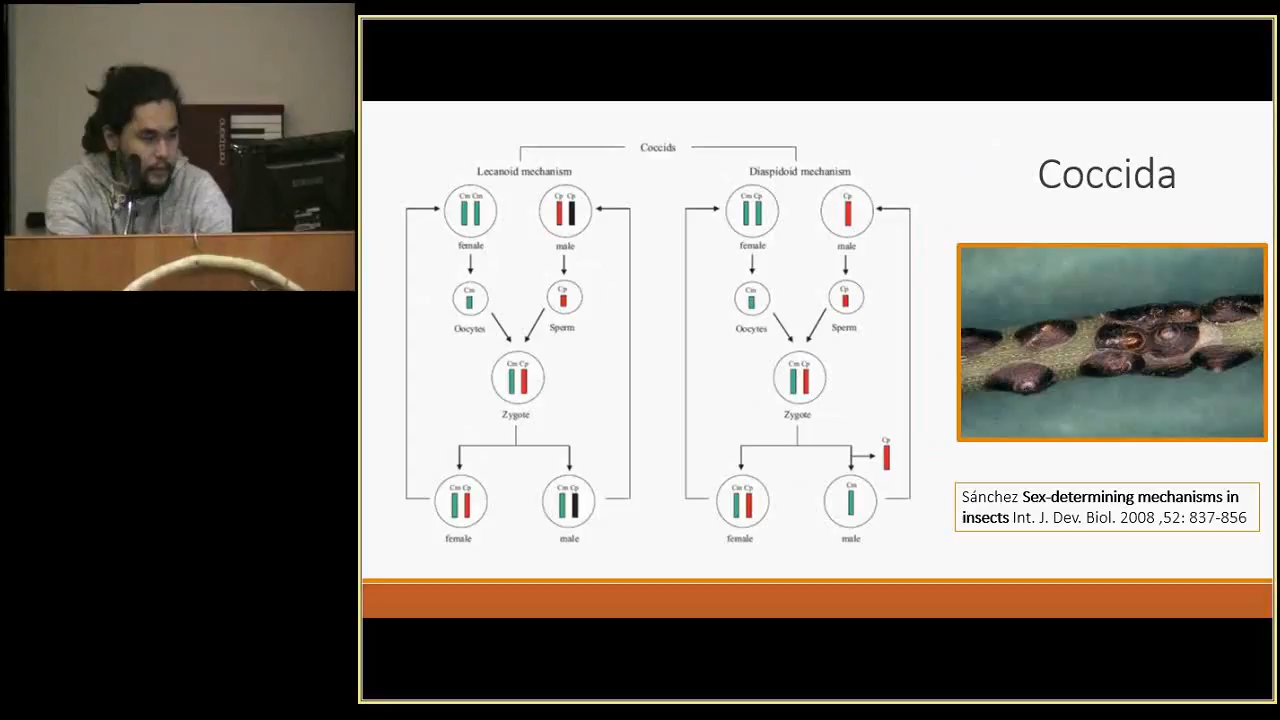 Coccida
Coccids
Lecanoid mechanism
Diaspidoid mechanism
Cm Cm
Cp Cp
Cm Cp
Cp
female
male
female
male
Cm
Cp
Cm
Cp
Oocytes
Sperm
Oocytes
Sperm
Cm Cp
Cm Cp
Zygote
Zygote
Cp
Cm Cp
Cm Cp
Cm Cp
Cm
female
male
female
male
Sánchez Sex-determining mechanisms in
insects Int. J. Dev. Biol. 2008 ,52: 837-856